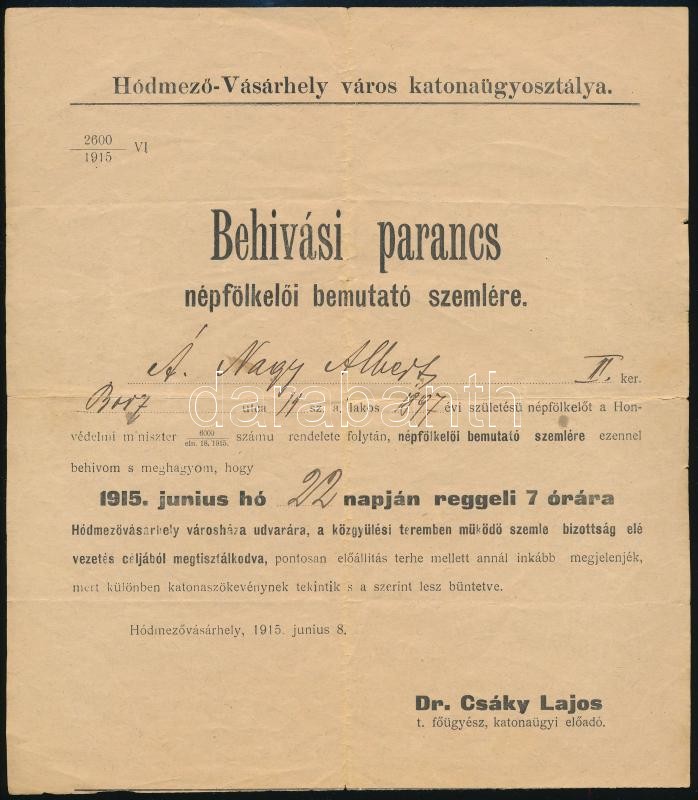 Hódmező-Vásárhely város katonaügyosztálya.
2600
1915 VI
Behivási parancs
népfölkelői bemutató szemlére.
Á. Nagy Albert II. ker.
utca 11 sz. a. lakos 1897 évi születésü népfölkelőt a Hon-
védelmi miniszter 6000 eln. 18. 1915. számu rendelete folytán, népfölkelői bemutató szemlére ezennel
behivom s meghagyom, hogy
1915. junius hó 22 napján reggeli 7 órára
Hódmezővásárhely városháza udvarára, a közgyülési teremben müködő szemle bizottság elé
vezetés céljából megtisztálkodva, pontosan előállitás terhe mellett annál inkább megjelenjék,
mert különben katonaszökevénynek tekintik s a szerint lesz büntetve.
Hódmezővásárhely, 1915. junius 8.
Dr. Csáky Lajos
t. főügyész, katonaügyi előadó.
darabanth